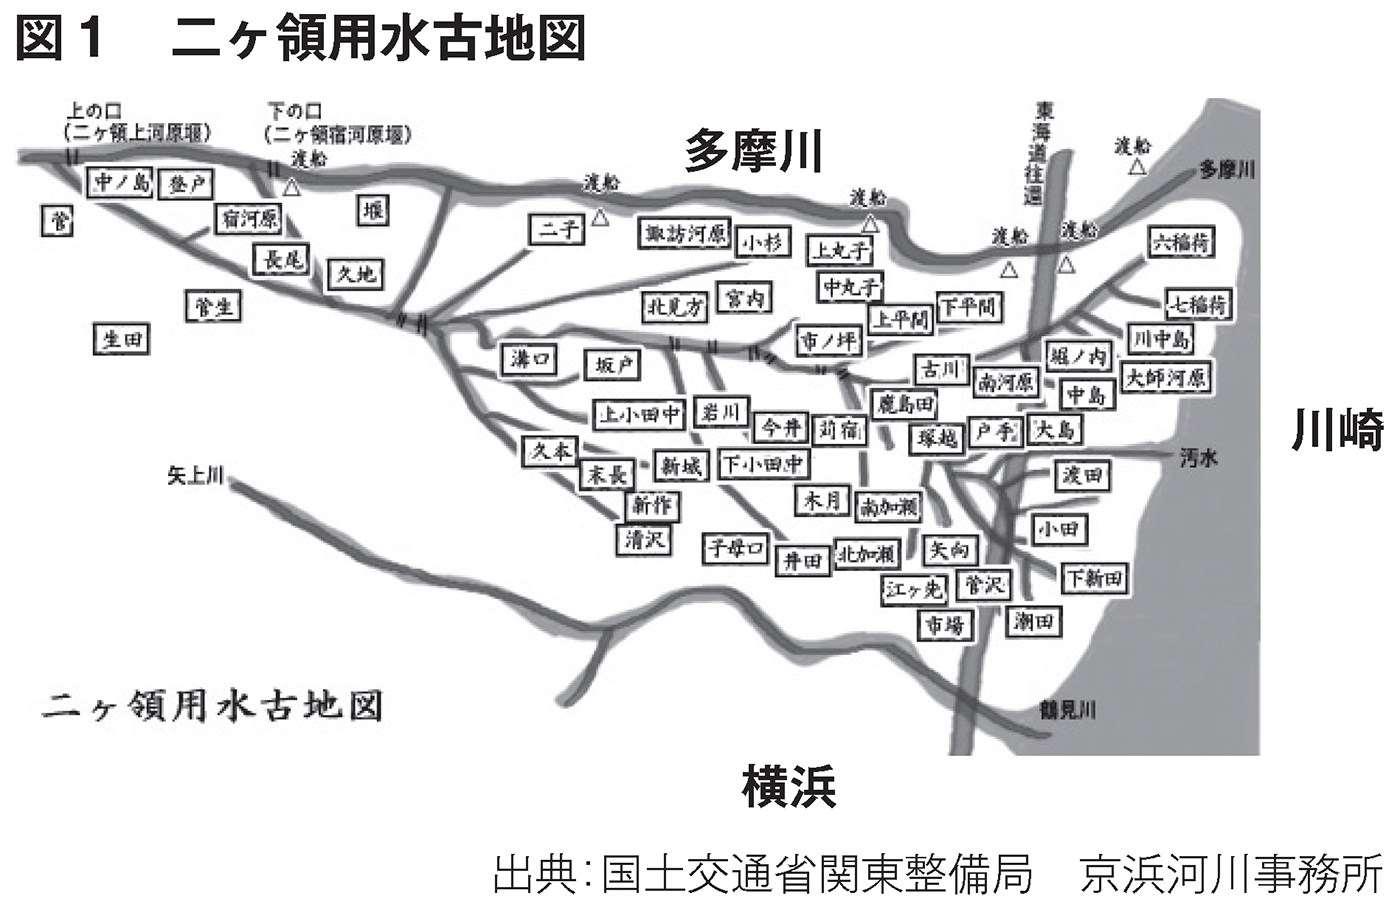 図1　二ヶ領用水古地図
上の口
(二ヶ領上河原堰)
下の口
(二ヶ領宿河原堰)
渡船
多摩川
渡船
渡船
東海道往還
渡船
多摩川
渡船
渡船
中ノ島
登戸
菅
宿河原
堰
二子
諏訪河原
小杉
上丸子
六稲荷
長尾
久地
菅生
生田
北見方
宮内
中丸子
上平間
下平間
七稲荷
溝口
坂戸
市ノ坪
古川
南河原
堀ノ内
川中島
大師河原
中島
上小田中
岩川
今井
苅宿
鹿島田
塚越
戸手
大島
川崎
久本
末長
新城
下小田中
汚水
渡田
矢上川
新作
清沢
木月
南加瀬
小田
子母口
井田
北加瀬
矢向
江ヶ先
菅沢
下新田
市場
潮田
二ヶ領用水古地図
鶴見川
横浜
出典:国土交通省関東整備局　京浜河川事務所